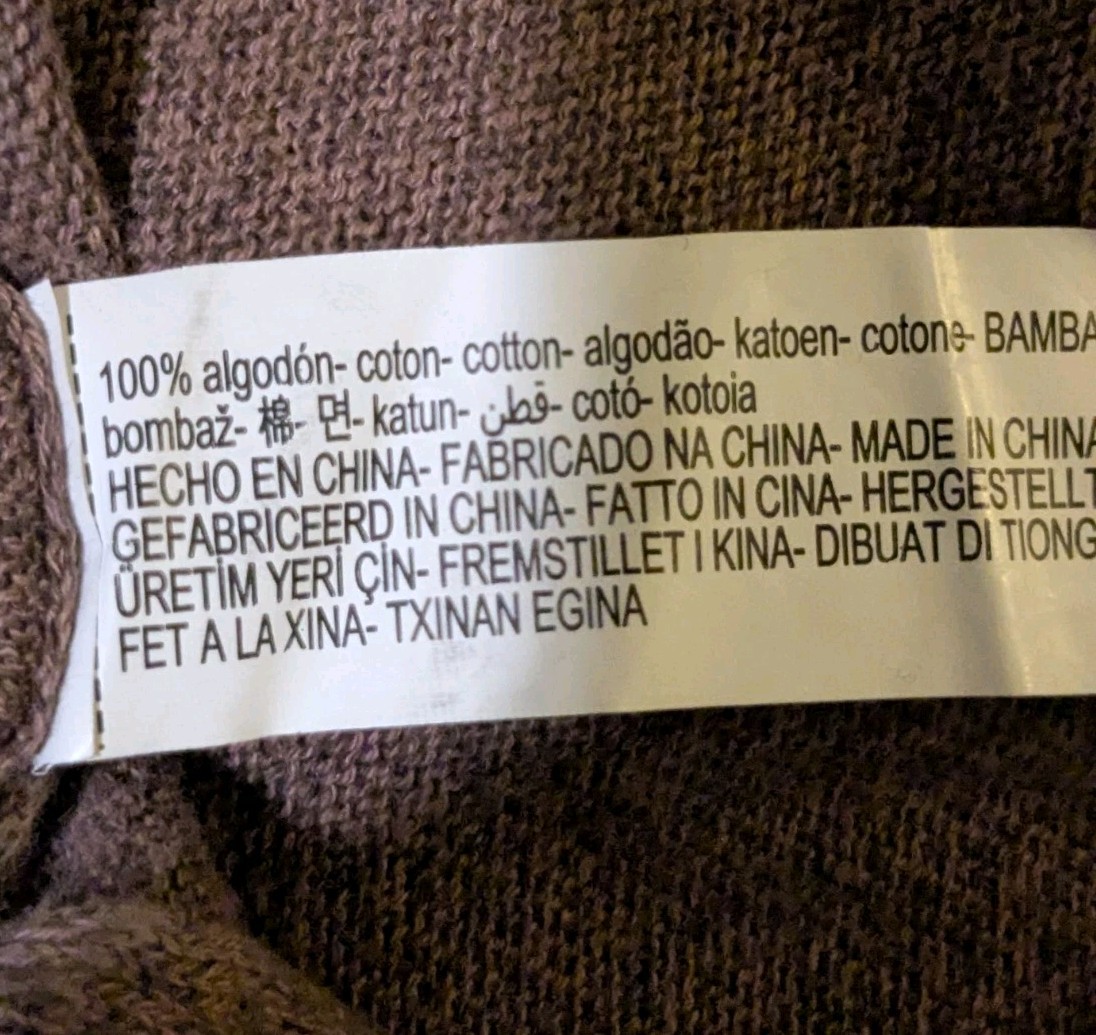 100% algodón- coton- cotton- algodão- katoen- cotone- BAMBA
bombaž- 棉- 면- katun- قطن- cotó- kotoia
HECHO EN CHINA- FABRICADO NA CHINA- MADE IN CHINA
GEFABRICEERD IN CHINA- FATTO IN CINA- HERGESTELLT
ÜRETİM YERİ ÇİN- FREMSTILLET I KINA- DIBUAT DI TIONG
FET A LA XINA- TXINAN EGINA